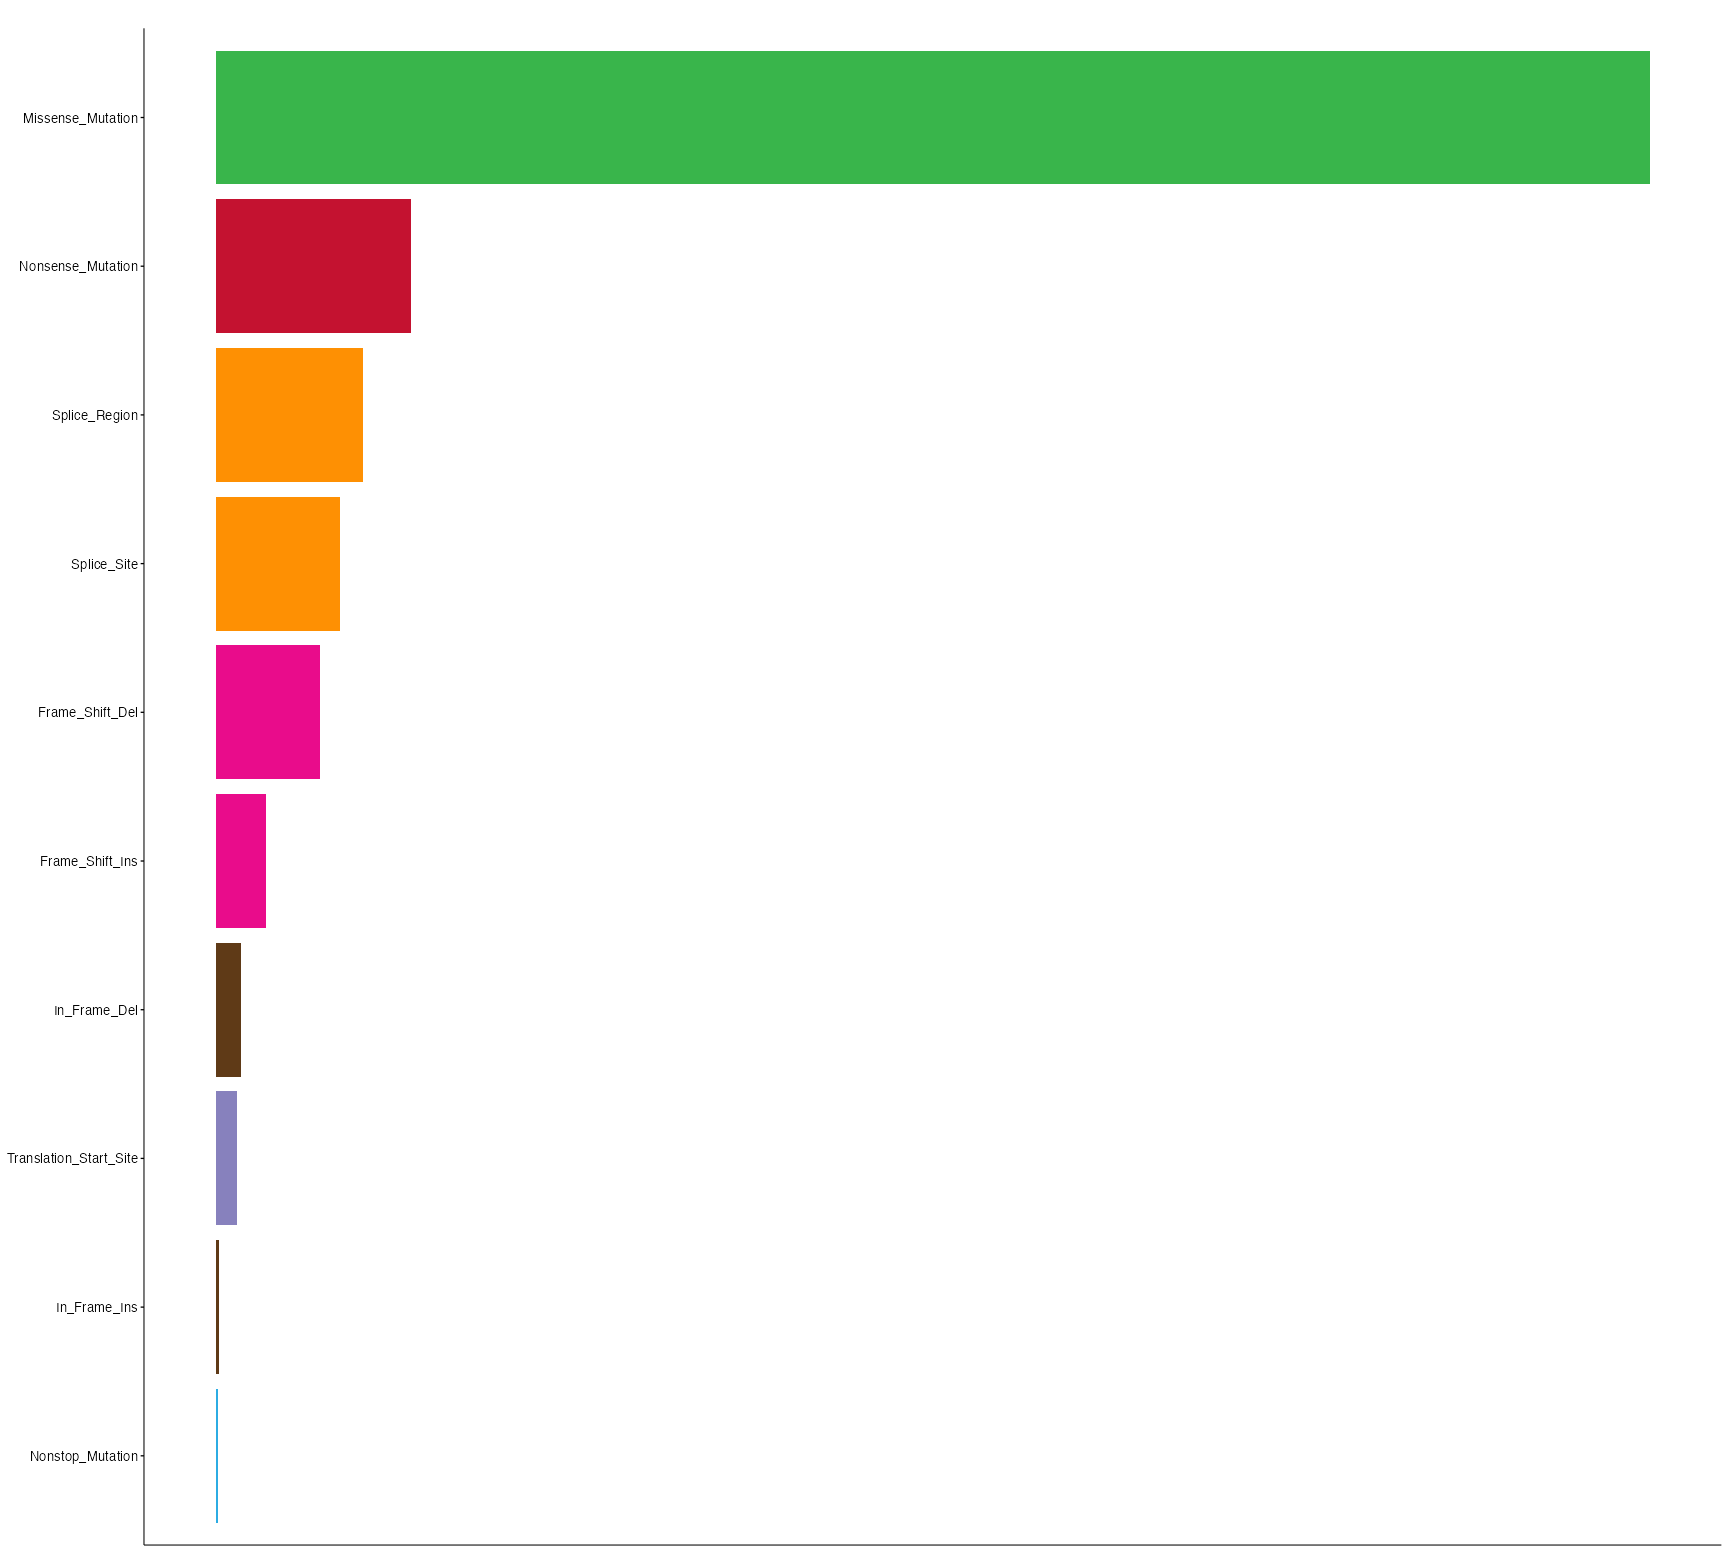 Missense_Mutation
Nonsense_Mutation
Splice_Region
Splice_Site
Frame_Shift_Del
Frame_Shift_Ins
In_Frame_Del
Translation_Start_Site
In_Frame_Ins
Nonstop_Mutation